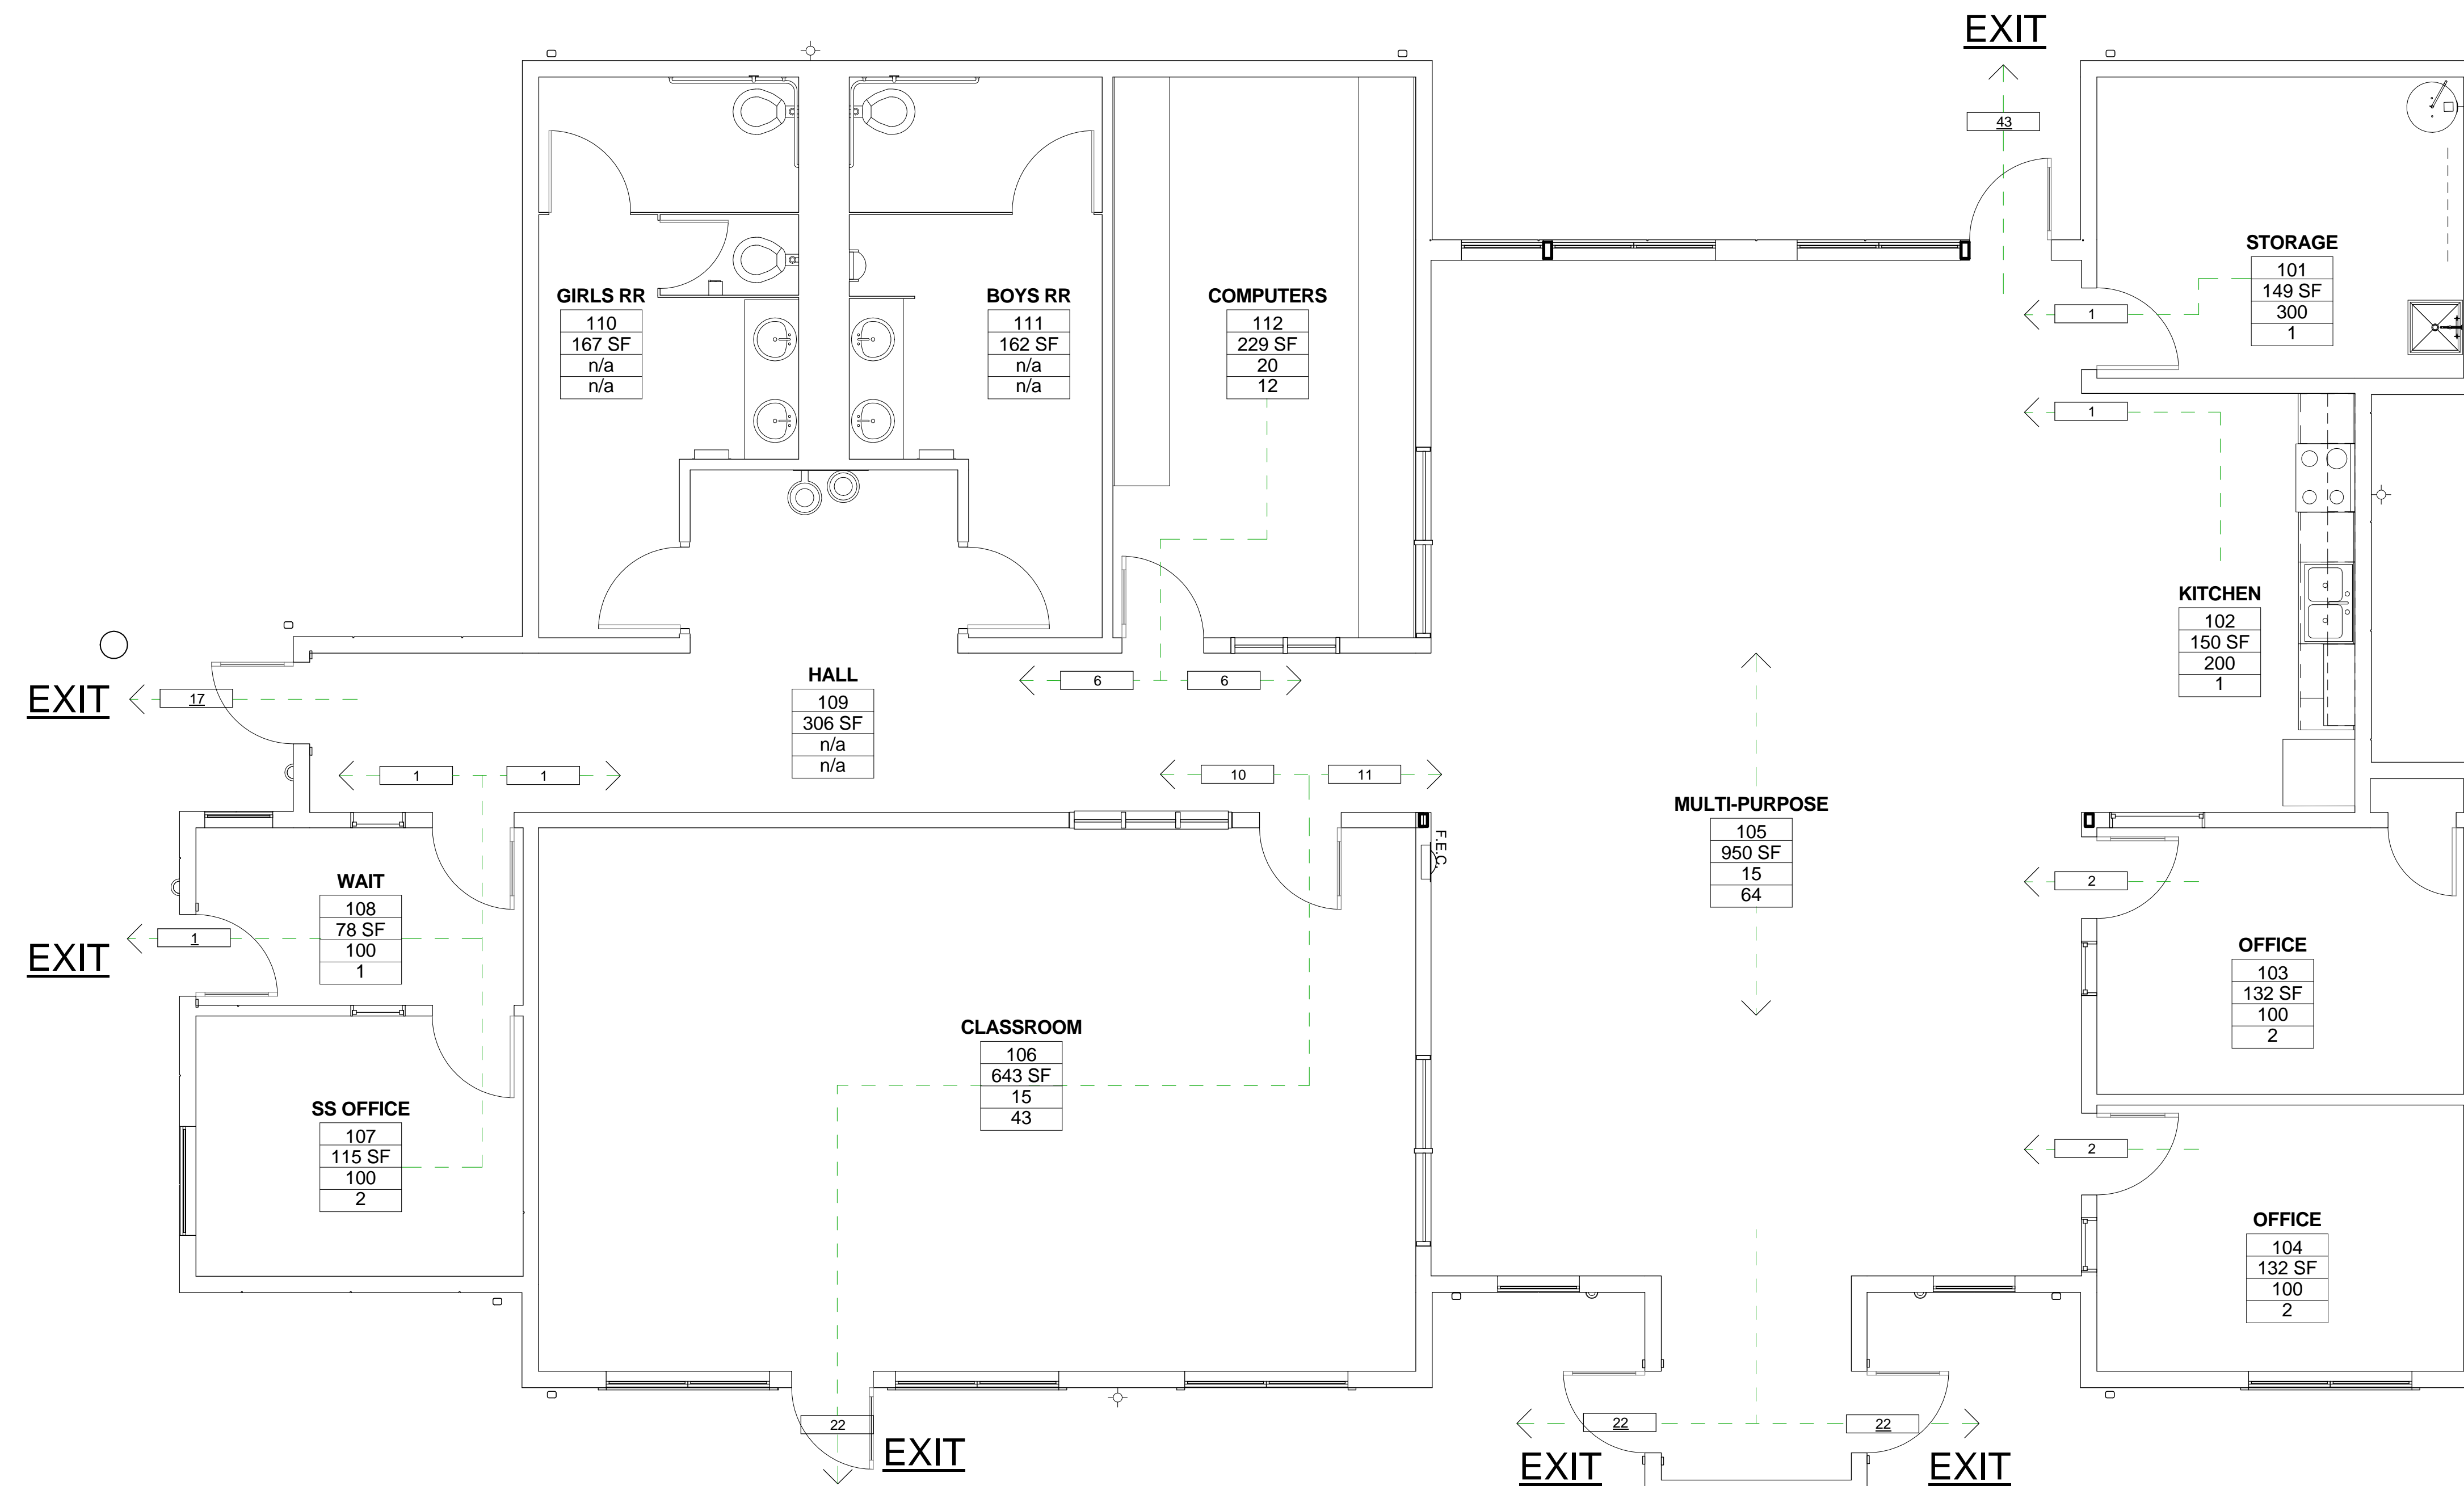 EXIT
43
STORAGE
101
149 SF
300
1
1
GIRLS RR
110
167 SF
n/a
n/a
BOYS RR
111
162 SF
n/a
n/a
COMPUTERS
112
229 SF
20
12
1
KITCHEN
102
150 SF
200
1
EXIT
17
HALL
109
306 SF
n/a
n/a
6
6
1
1
10
11
MULTI-PURPOSE
105
950 SF
15
64
F.E.C.
WAIT
108
78 SF
100
1
EXIT
1
2
OFFICE
103
132 SF
100
2
CLASSROOM
106
643 SF
15
43
SS OFFICE
107
115 SF
100
2
2
OFFICE
104
132 SF
100
2
22
EXIT
22
22
EXIT
EXIT